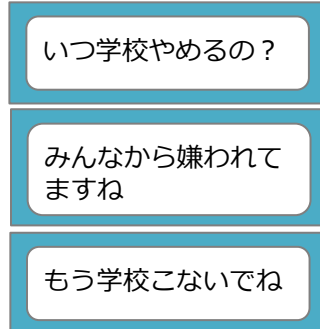 いつ学校やめるの？
みんなから嫌われて
ますね
もう学校こないでね